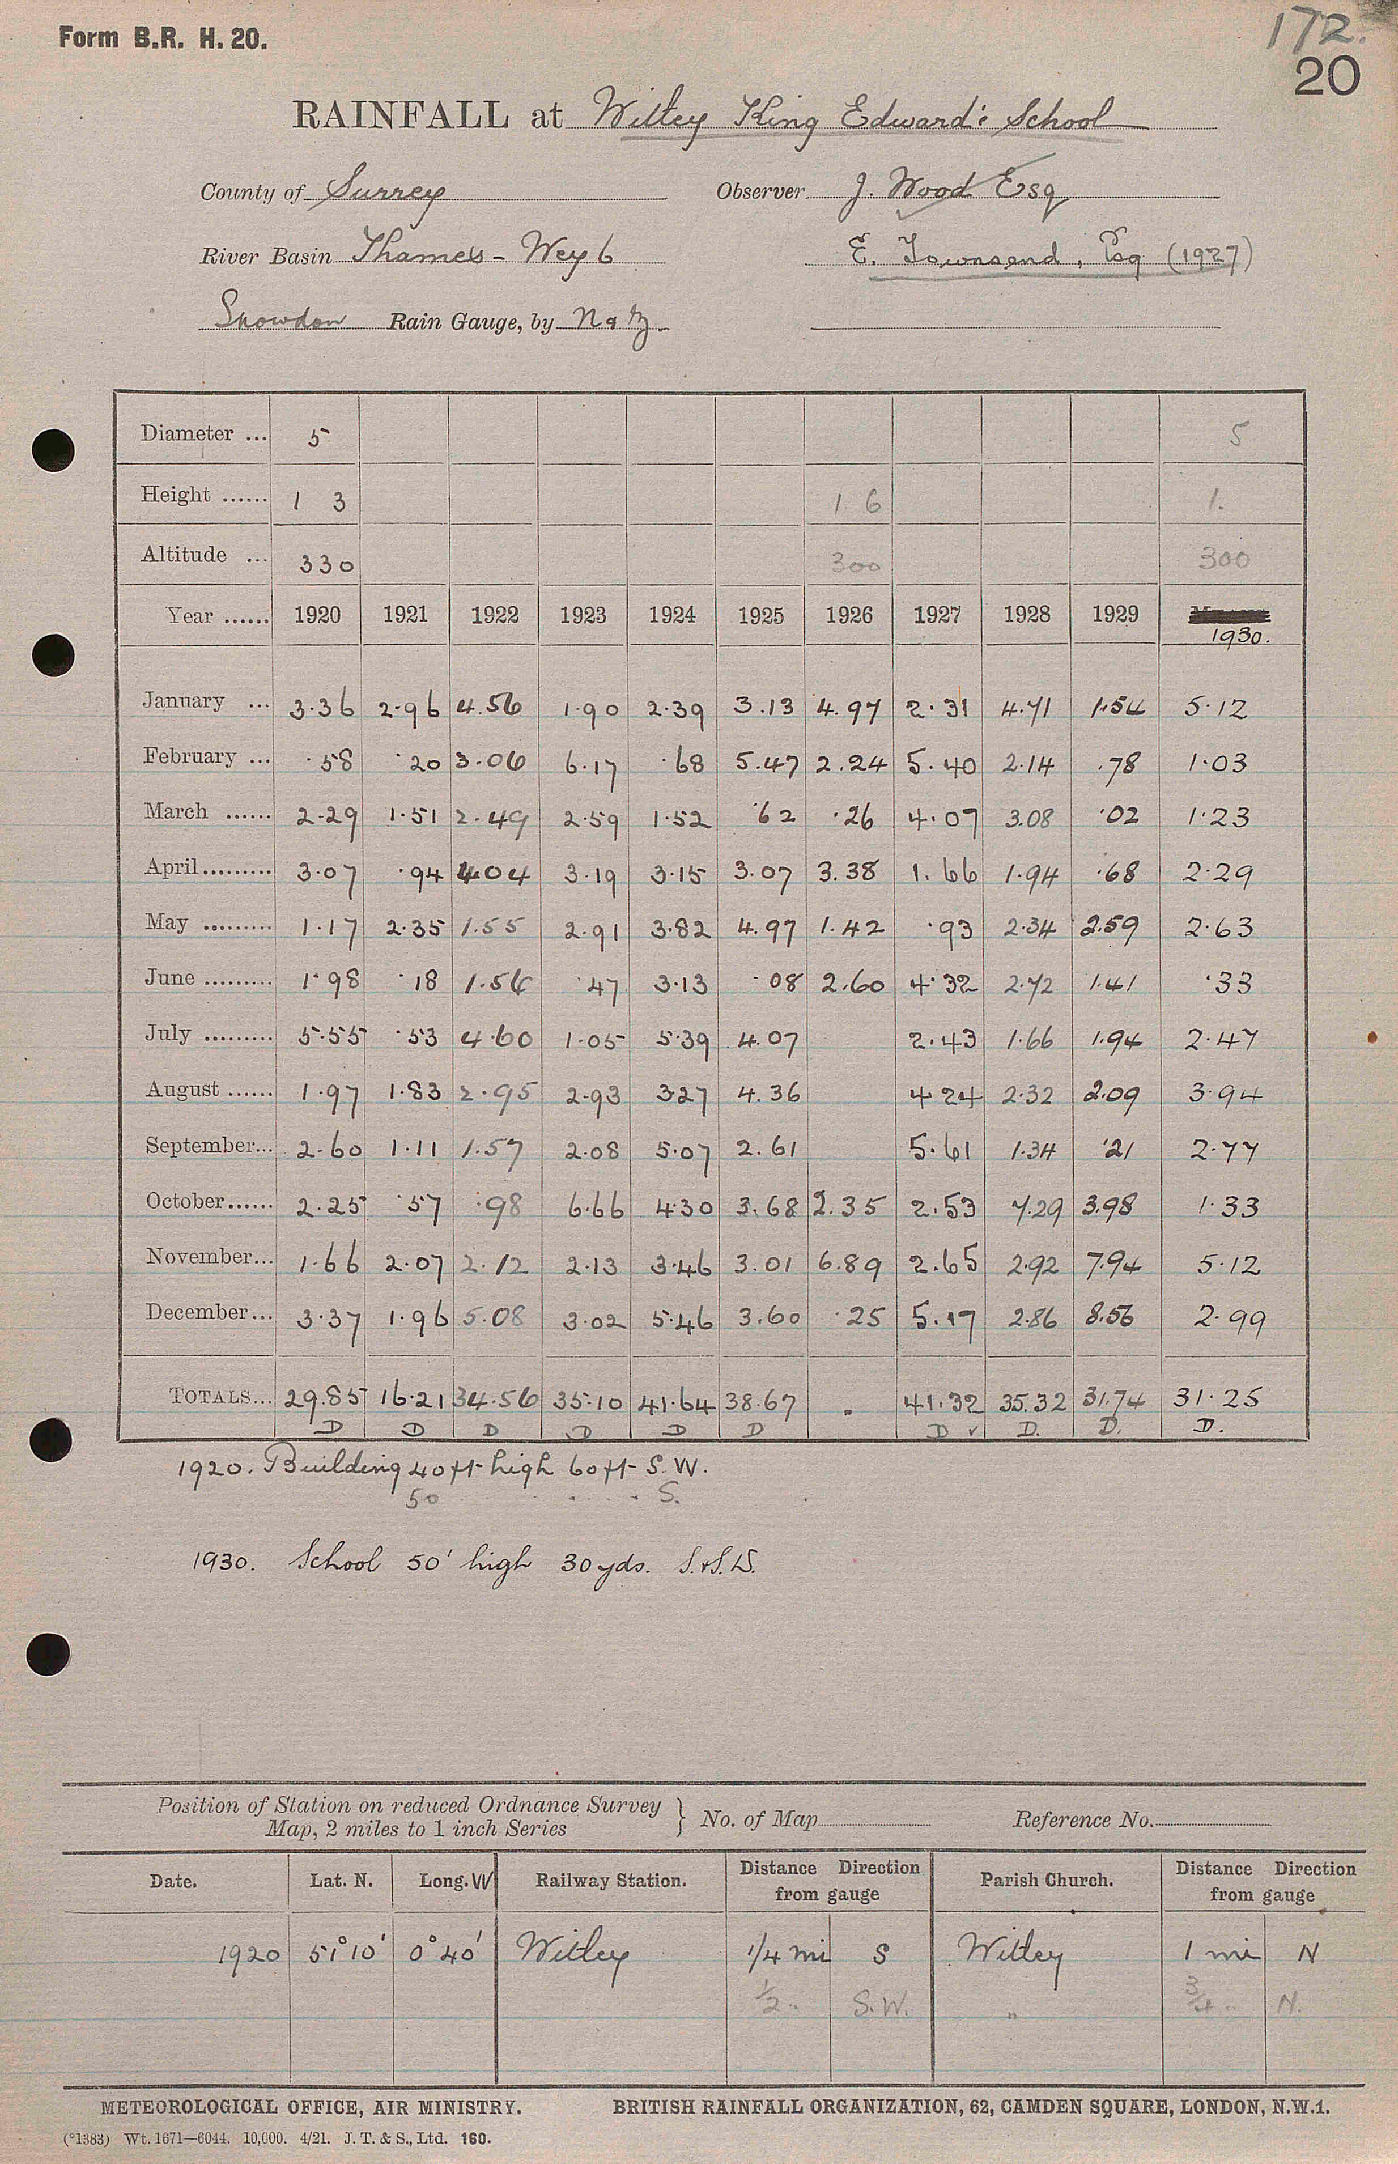 Form B.R. H. 20.
172.
20
RAINFALL at Witley King Edward's School
County of Surrey Observer J. Wood Esq
River Basin Thames - Wey b E. Townsend, Esq (1927)
Snowdon Rain Gauge, by N & Z
Diameter ... 5 5
Height ...... 1 3 1 6 1.
Altitude ... 330 300 300
Year ...... 1920 1921 1922 1923 1924 1925 1926 1927 1928 1929 1930.
January ... 3.36 2.96 4.56 1.90 2.39 3.13 4.97 2.31 4.71 1.54 5.12
February ... .58 .20 3.06 6.17 .68 5.47 2.24 5.40 2.14 .78 1.03
March ...... 2.29 1.51 2.49 2.59 1.52 .62 .26 4.07 3.08 .02 1.23
April ......... 3.07 .94 4.04 3.19 3.15 3.07 3.38 1.66 1.94 .68 2.29
May ......... 1.17 2.35 1.55 2.91 3.82 4.97 1.42 .93 2.34 2.59 2.63
June ......... 1.98 .18 1.56 .47 3.13 .08 2.60 4.32 2.72 1.41 .33
July ......... 5.55 .53 4.60 1.05 5.39 4.07 2.43 1.66 1.94 2.47
August ...... 1.97 1.83 2.95 2.93 3.27 4.36 4.24 2.32 2.09 3.94
September... 2.60 1.11 1.57 2.08 5.07 2.61 5.61 1.34 .21 2.77
October...... 2.25 .57 .98 6.66 4.30 3.68 2.35 2.53 7.29 3.98 1.33
November... 1.66 2.07 2.12 2.13 3.46 3.01 6.89 2.65 2.92 7.94 5.12
December... 3.37 1.96 5.08 3.02 5.46 3.60 .25 5.17 2.86 8.56 2.99
TOTALS... 29.85 16.21 34.56 35.10 41.64 38.67 . 41.32 35.32 31.74 31.25
D D D D D D D ✓ D. D. D.
1920. Building 40 ft high 60 ft S.W.
50 . . . S.
1930. School 50' high 30 yds. S.&S.W.
Position of Station on reduced Ordnance Survey
Map, 2 miles to 1 inch Series } No. of Map Reference No.
Date. Lat. N. Long. W Railway Station. Distance Direction from gauge Parish Church. Distance Direction from gauge
1920 51°10' 0°40' Witley 1/4 mi S Witley 1 mi N
1/2 .. S.W. " 3/4 .. N.
METEOROLOGICAL OFFICE, AIR MINISTRY. BRITISH RAINFALL ORGANIZATION, 62, CAMDEN SQUARE, LONDON, N.W.1.
(*1383) Wt. 1671—6044. 10,000. 4/21. J. T. & S., Ltd. 160.